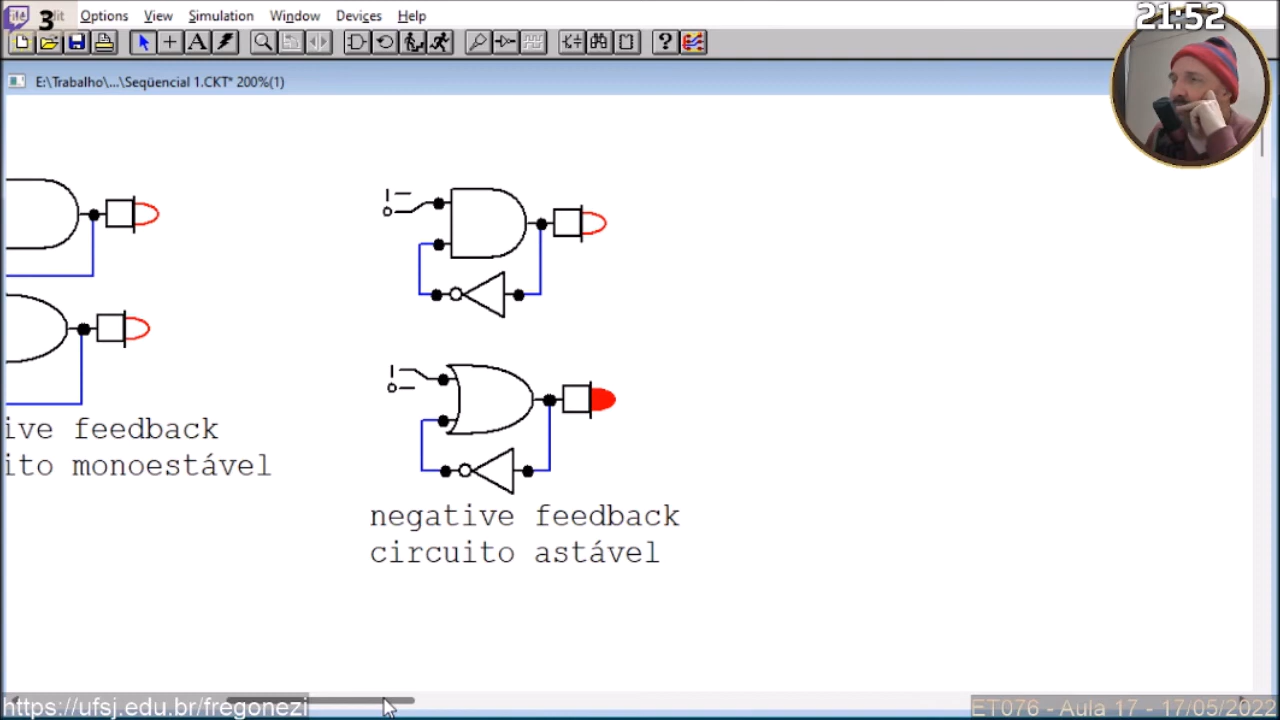 3
Options View Simulation Window Devices Help
21:52
E:\Trabalho\...\Seqüencial 1.CKT* 200%(1)
ive feedback
ito monoestável
negative feedback
circuito astável
https://ufsj.edu.br/fregonezi
ET076 - Aula 17 - 17/05/2022